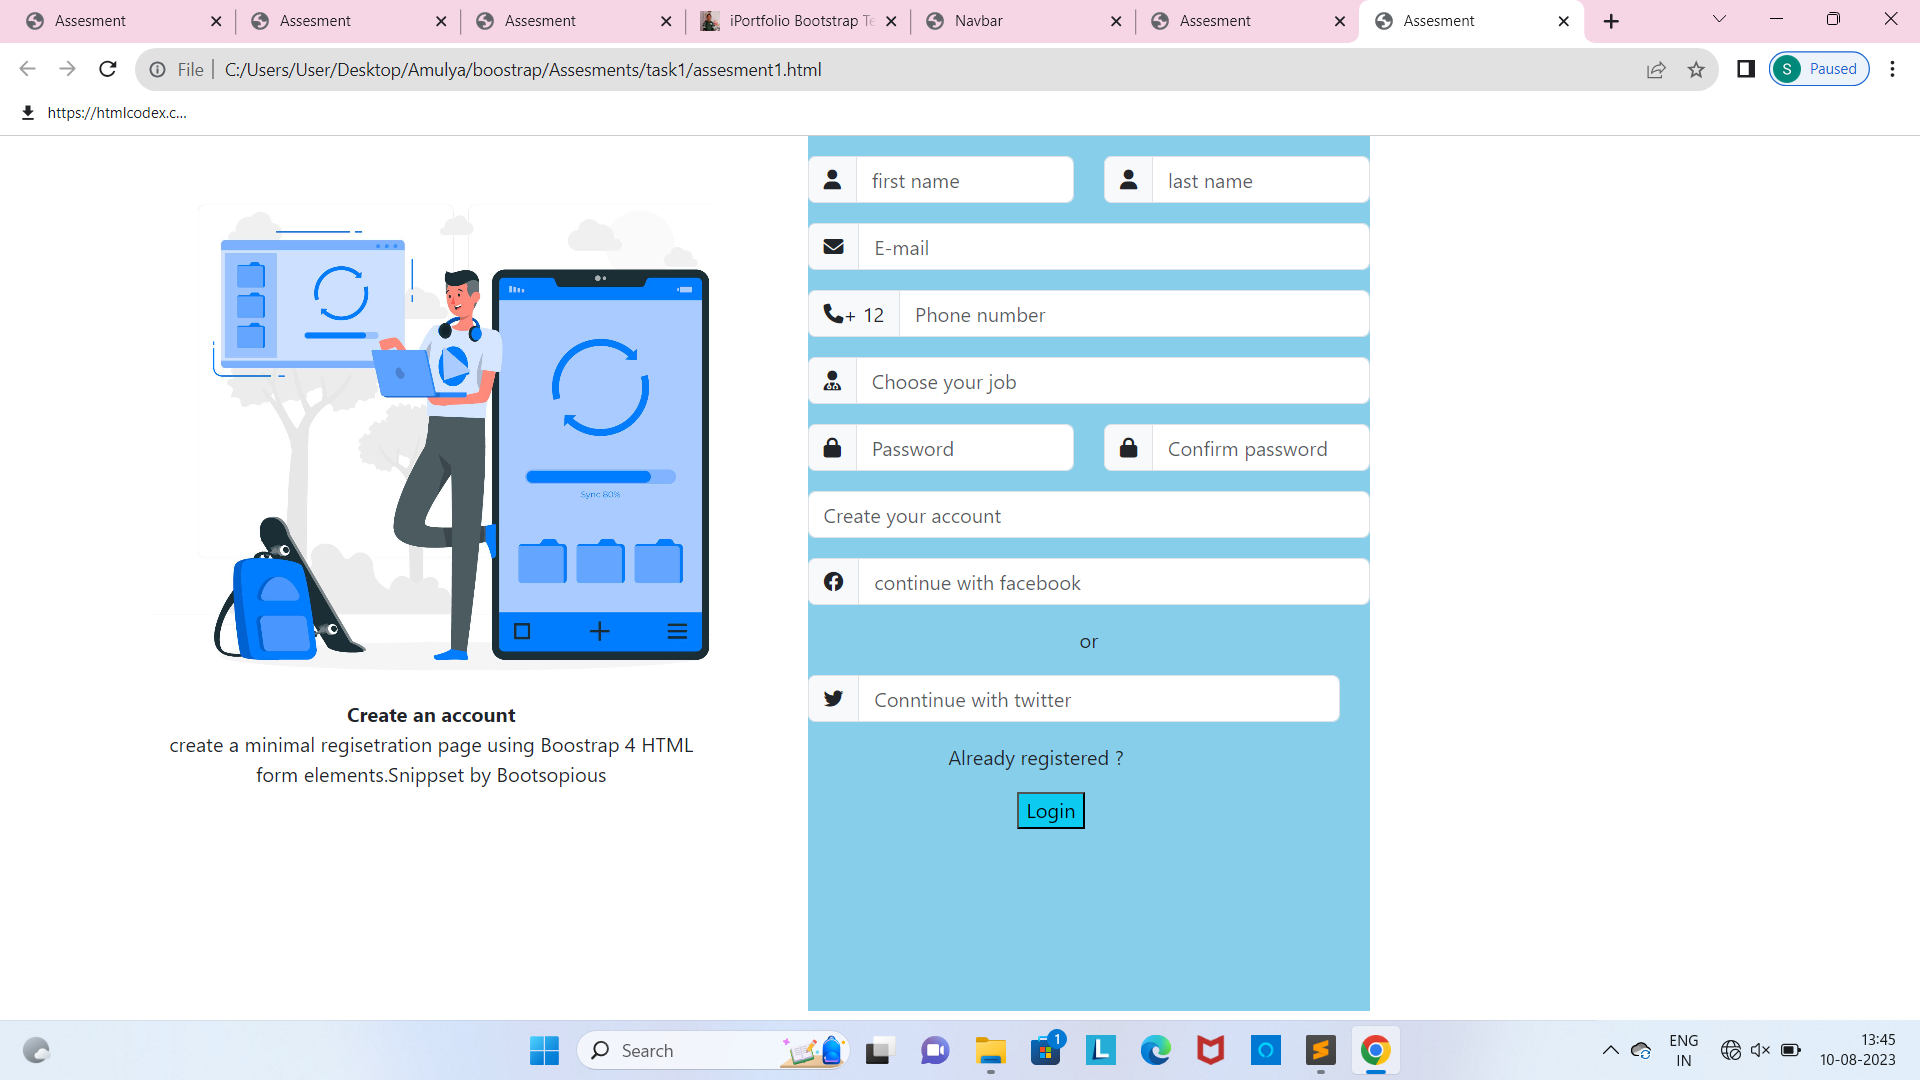 Assesment
Assesment
Assesment
iPortfolio Bootstrap Te
Navbar
Assesment
Assesment
File
C:/Users/User/Desktop/Amulya/boostrap/Assesments/task1/assesment1.html
S
Paused
https://htmlcodex.c...
first name
last name
E-mail
+ 12
Phone number
Choose your job
Password
Confirm password
Create your account
continue with facebook
or
Conntinue with twitter
Already registered ?
Login
Sync 80%
Create an account
create a minimal regisetration page using Boostrap 4 HTML
form elements.Snippset by Bootsopious
Search
1
L
ENG
IN
13:45
10-08-2023